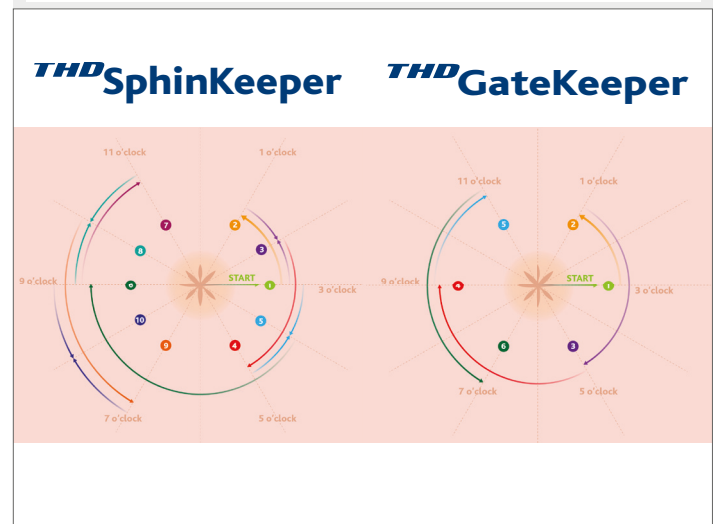 THD SphinKeeper
11 o'clock
1 o'clock
7
2
8
3
START
9 o'clock
6
1
3 o'clock
10
5
9
4
7 o'clock
5 o'clock
THD GateKeeper
11 o'clock
1 o'clock
5
2
START
9 o'clock
4
1
3 o'clock
6
3
7 o'clock
5 o'clock